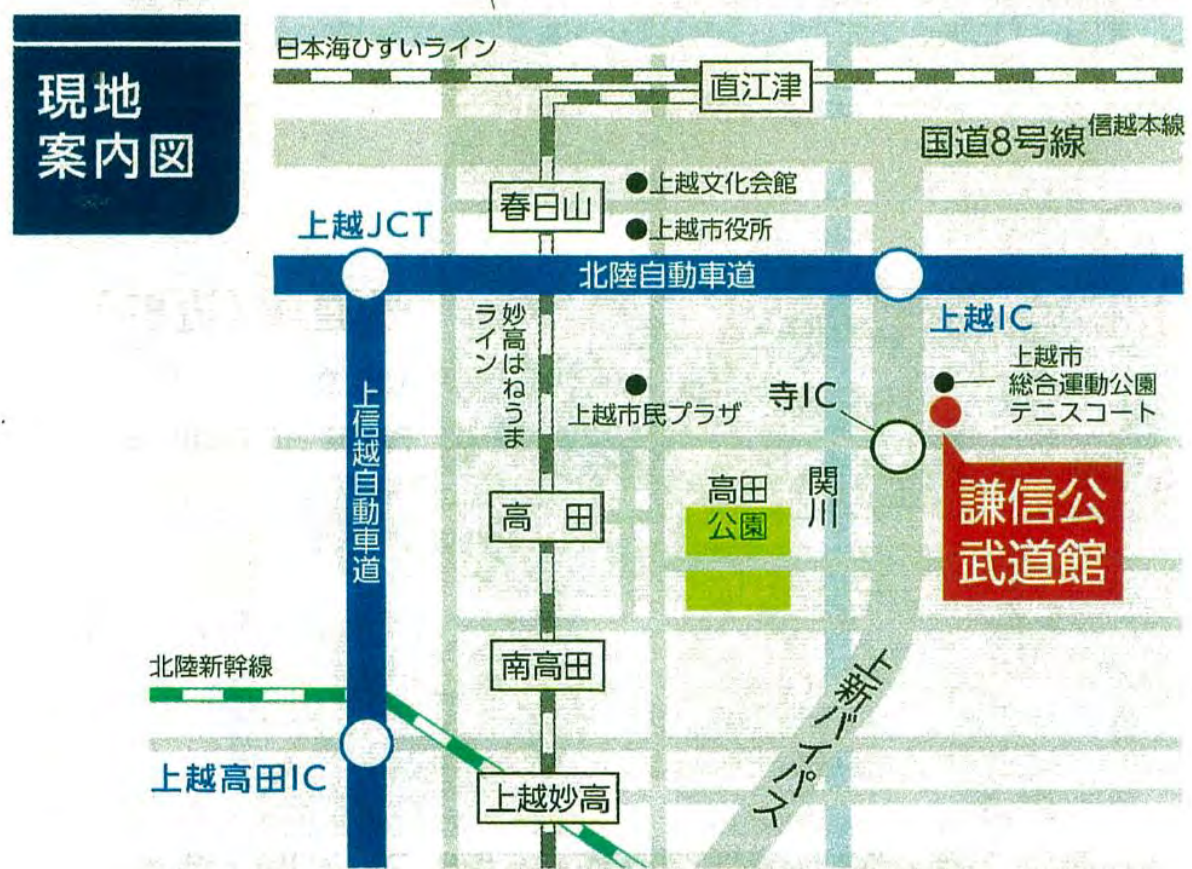 現地
案内図
日本海ひすいライン
直江津
国道8号線
信越本線
春日山
上越文化会館
上越市役所
上越JCT
北陸自動車道
上越IC
妙高はねうま
ライン
上越市
総合運動公園
テニスコート
上越市民プラザ
寺IC
上信越自動車道
高田
高田
公園
関川
謙信公
武道館
南高田
北陸新幹線
上新バイパス
上越高田IC
上越妙高